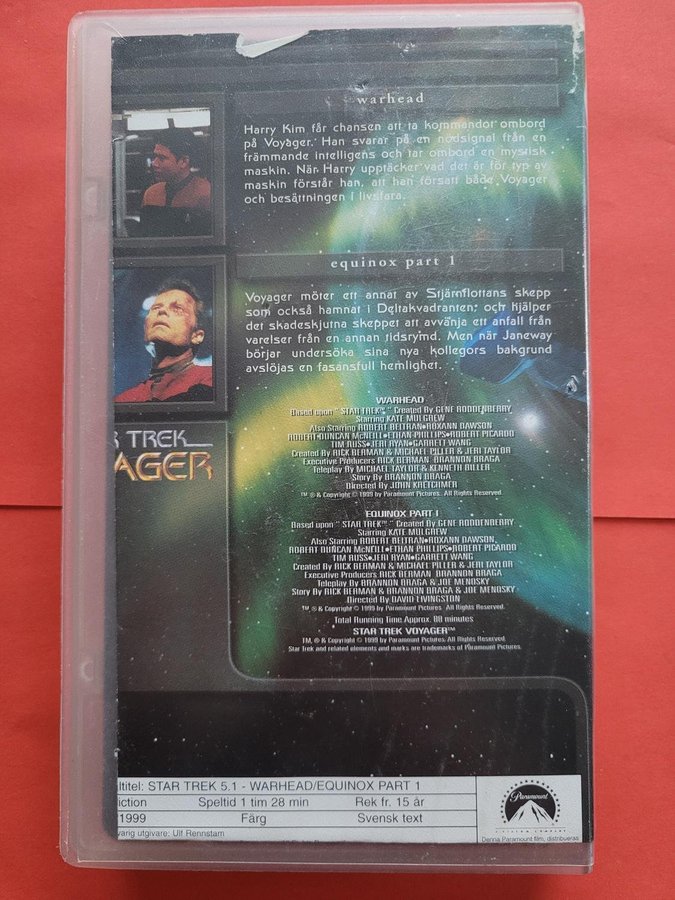 warhead
Harry Kim får chansen att ta kommandot ombord
på Voyager. Han svarar på en nödsignal från en
främmande intelligens och tar ombord en mystisk
maskin. När Harry upptäcker vad det är för typ av
maskin förstår han, att han försatt både Voyager
och besättningen i livsfara.
equinox part 1
Voyager möter ett annat av Stjärnflottans skepp
som också hamnat i Deltakvadranten; och hjälper
det skadeskjutna skeppet att avvänja ett anfall från
varelser från en annan tidsrymd. Men när Janeway
börjar undersöka sina nya kollegors bakgrund
avslöjas en fasansfull hemlighet.
R TREK
AGER
WARHEAD
Based upon " STAR TREK™ " Created By GENE RODDENBERRY
Starring KATE MULGREW
Also Starring ROBERT BELTRAN•ROXANN DAWSON
ROBERT DUNCAN McNEILL•ETHAN PHILLIPS•ROBERT PICARDO
TIM RUSS•JERI RYAN•GARRETT WANG
Created By RICK BERMAN & MICHAEL PILLER & JERI TAYLOR
Executive Producers RICK BERMAN BRANNON BRAGA
Teleplay By MICHAEL TAYLOR & KENNETH BILLER
Story By BRANNON BRAGA
Directed By JOHN KRETCHMER
™ ® & Copyright © 1999 by Paramount Pictures. All Rights Reserved.
EQUINOX PART I
Based upon " STAR TREK™ " Created By GENE RODDENBERRY
Starring KATE MULGREW
Also Starring ROBERT BELTRAN•ROXANN DAWSON,
ROBERT DUNCAN McNEILL•ETHAN PHILLIPS•ROBERT PICARDO
TIM RUSS•JERI RYAN•GARRETT WANG
Created By RICK BERMAN & MICHAEL PILLER & JERI TAYLOR
Executive Producers RICK BERMAN BRANNON BRAGA
Teleplay By BRANNON BRAGA & JOE MENOSKY
Story By RICK BERMAN & BRANNON BRAGA & JOE MENOSKY
Directed By DAVID LIVINGSTON
™, ® & Copyright © 1999 by Paramount Pictures All Rights Reserved.
Total Running Time Approx. 88 minutes
STAR TREK VOYAGER™
TM, ® & Copyright © 1999 by Paramount Pictures. All Rights Reserved.
Star Trek and related elements and marks are trademarks of Paramount Pictures.
ltitel: STAR TREK 5.1 - WARHEAD/EQUINOX PART 1
iction Speltid 1 tim 28 min Rek fr. 15 år
1999 Färg Svensk text
varig utgivare: Ulf Rennstam
Paramount
Denna Paramount film, distribueras